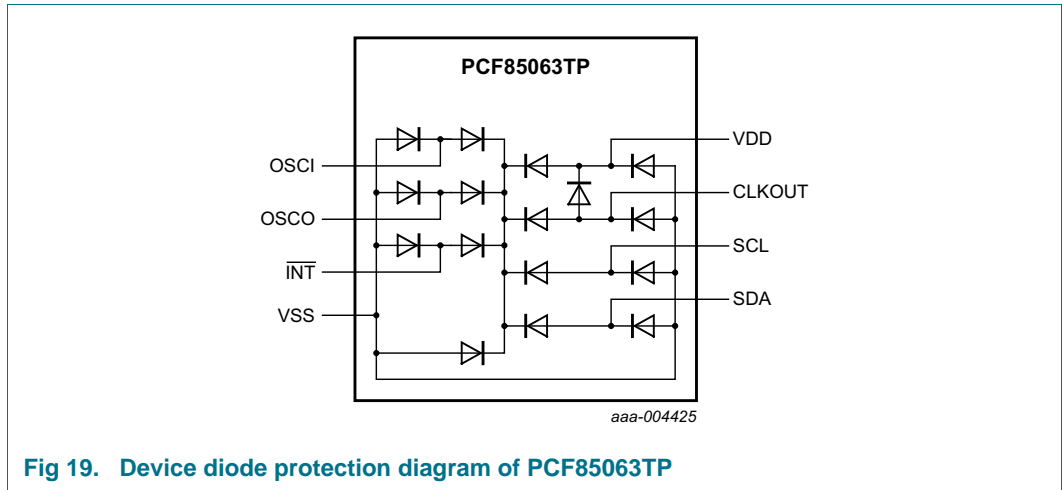 PCF85063TP
OSCI
OSCO
INT
VSS
VDD
CLKOUT
SCL
SDA
aaa-004425
Fig 19. Device diode protection diagram of PCF85063TP